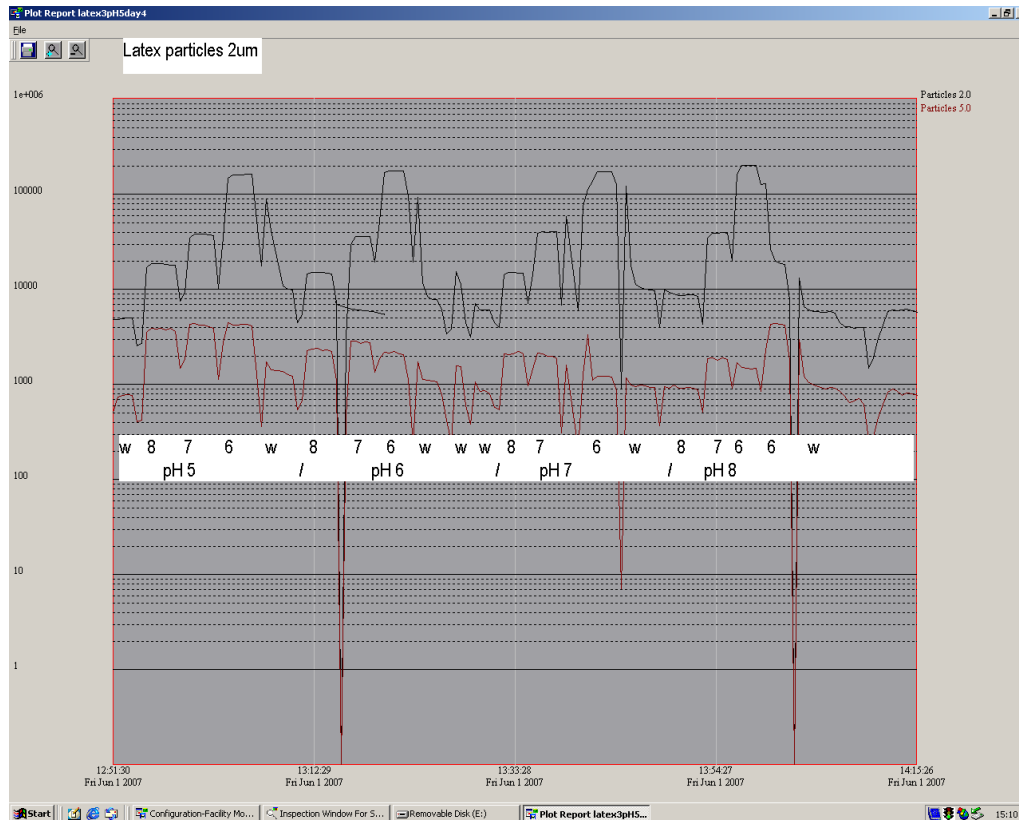 Plot Report latex3pH5day4
File
Latex particles 2um
1e+006
Particles 2.0
Particles 5.0
100000
10000
1000
w 8 7 6 w 8 7 6 w w w 8 7 6 w 8 7 6 6 w
pH 5 / pH 6 / pH 7 / pH 8
100
10
1
12:51:30 13:12:29 13:33:28 13:54:27 14:15:26
Fri Jun 1 2007 Fri Jun 1 2007 Fri Jun 1 2007 Fri Jun 1 2007 Fri Jun 1 2007
Start Configuration-Facility Mo... Inspection Window For S... Removable Disk (E:) Plot Report latex3pH5... 15:10